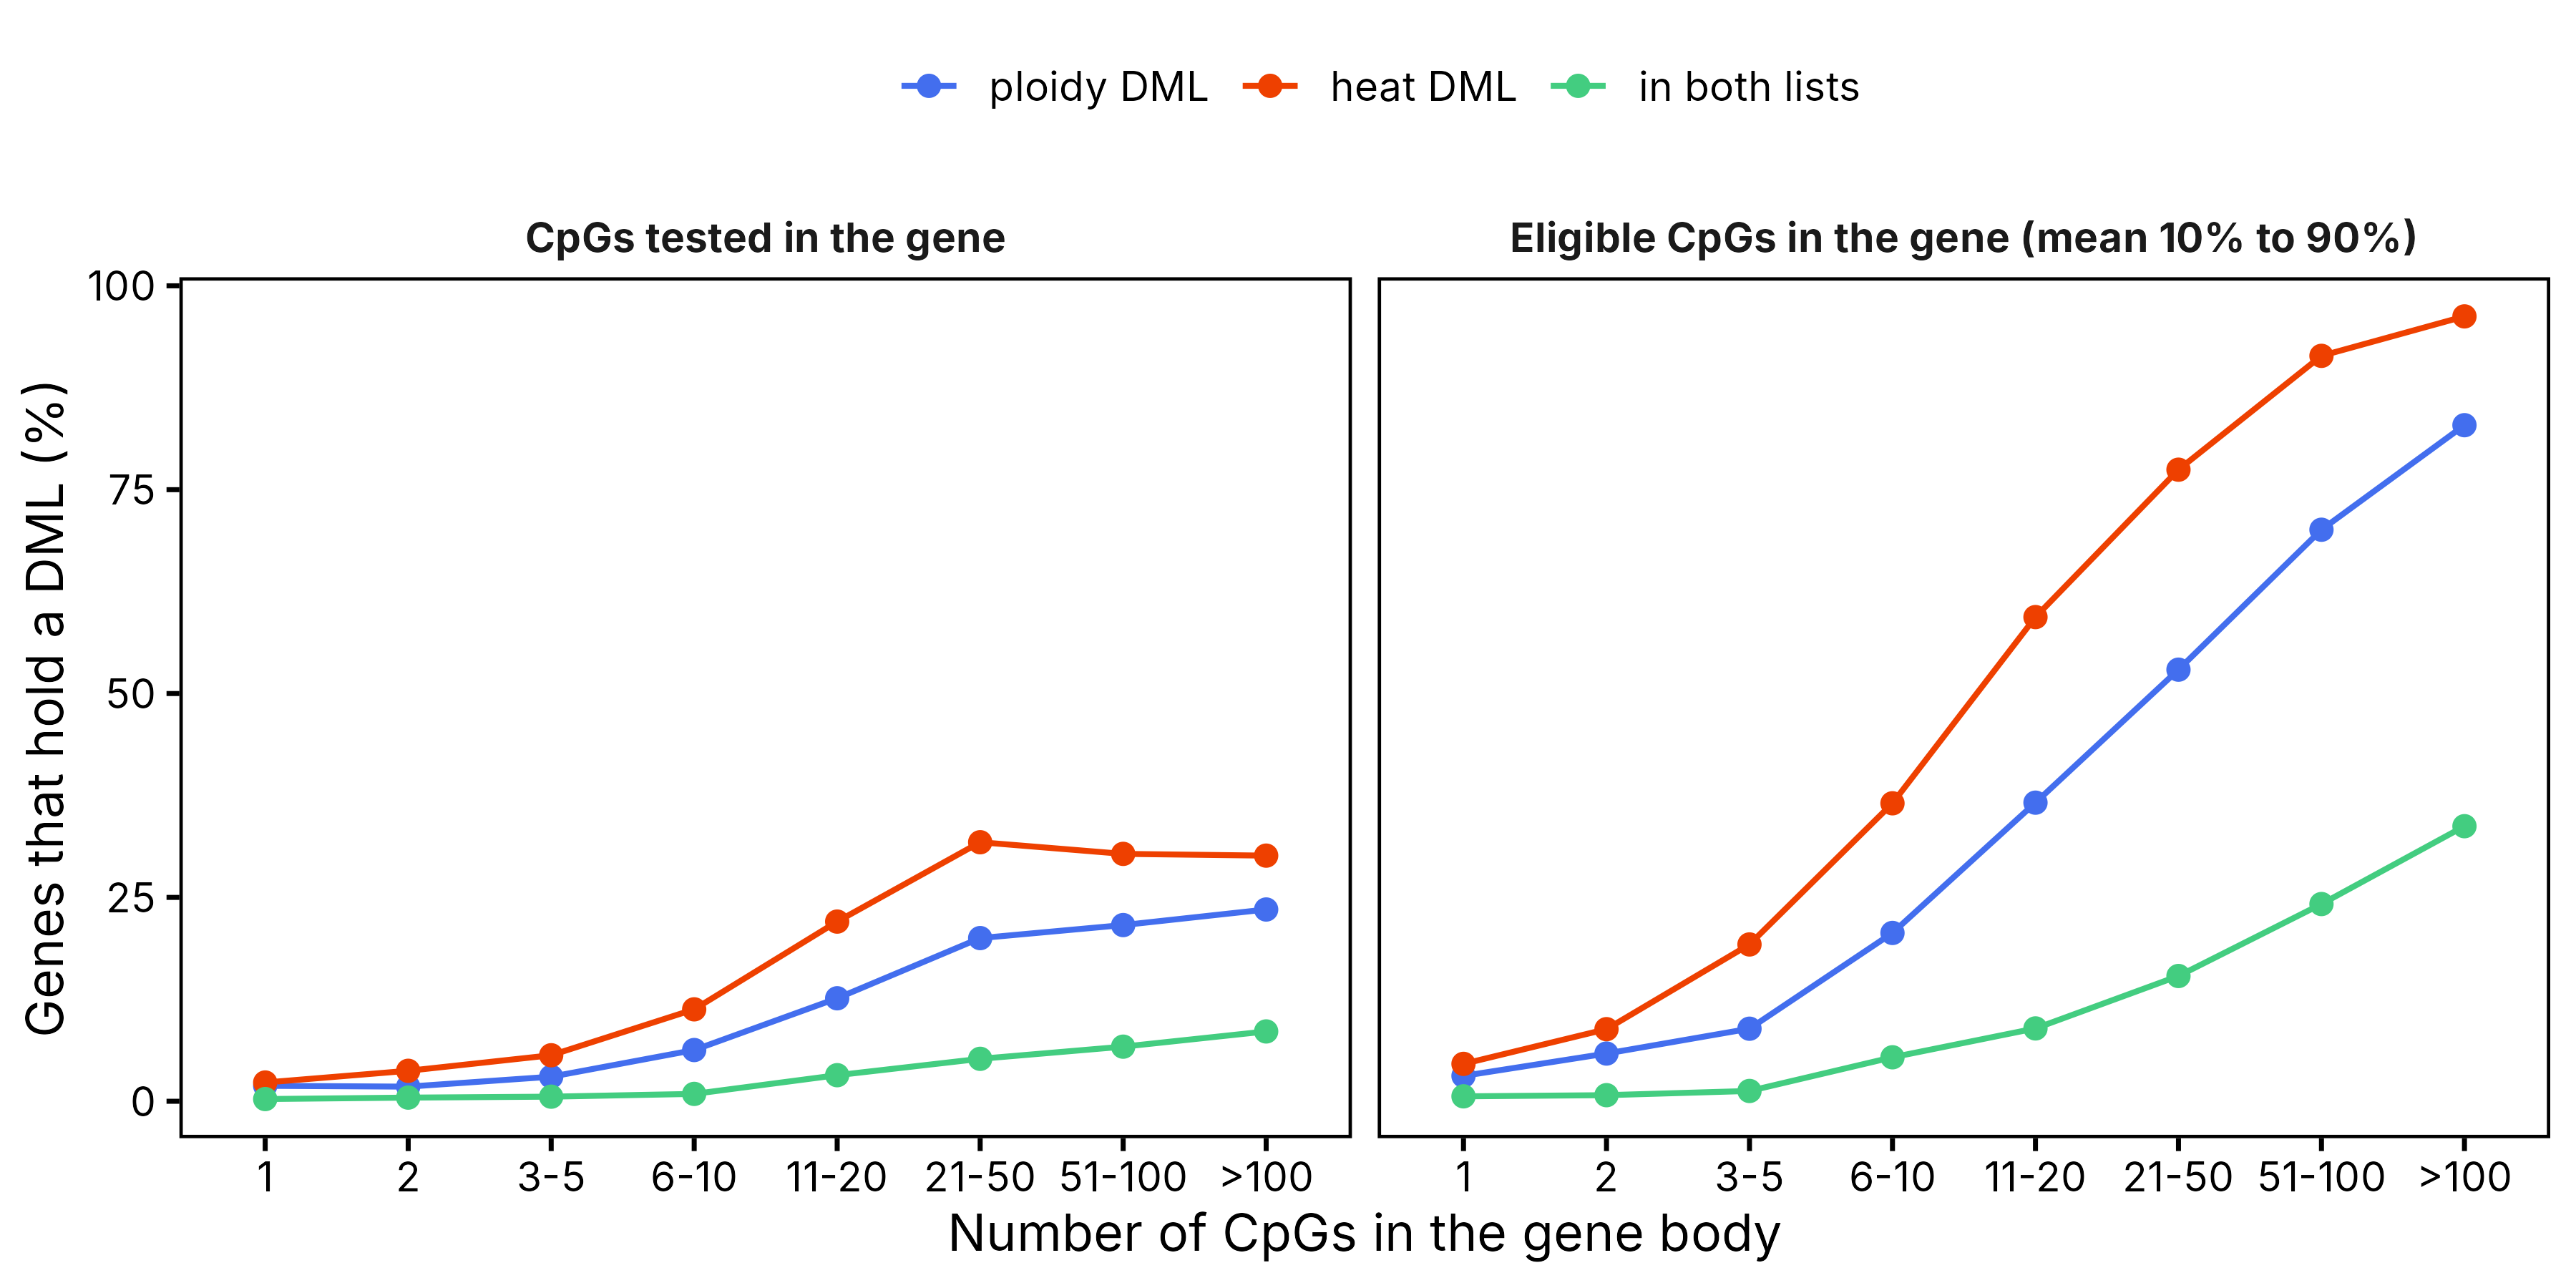 ploidy DML heat DML in both lists
CpGs tested in the gene
Eligible CpGs in the gene (mean 10% to 90%)
Genes that hold a DML (%)
100
75
50
25
0
1 2 3-5 6-10 11-20 21-50 51-100 >100
1 2 3-5 6-10 11-20 21-50 51-100 >100
Number of CpGs in the gene body